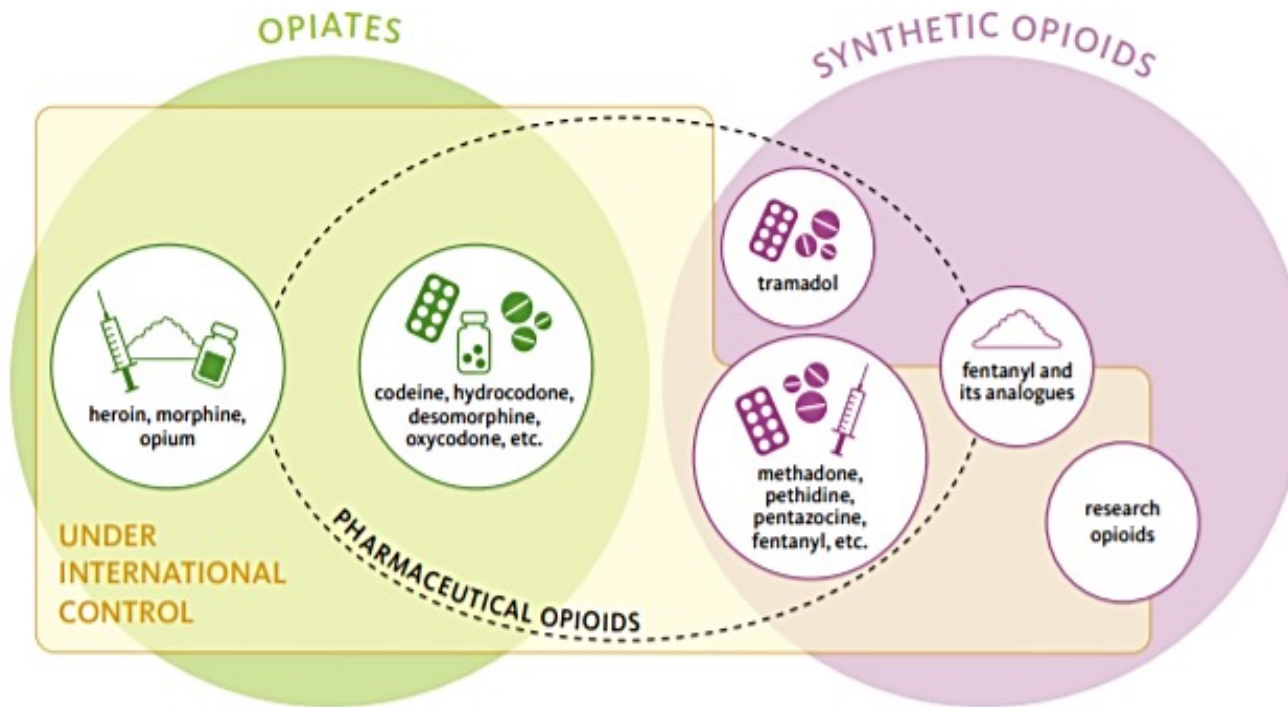 OPIATES
SYNTHETIC OPIOIDS
tramadol
heroin, morphine,
opium
codeine, hydrocodone,
desomorphine,
oxycodone, etc.
fentanyl and
its analogues
methadone,
pethidine,
pentazocine,
fentanyl, etc.
research
opioids
UNDER
INTERNATIONAL
CONTROL
PHARMACEUTICAL OPIOIDS